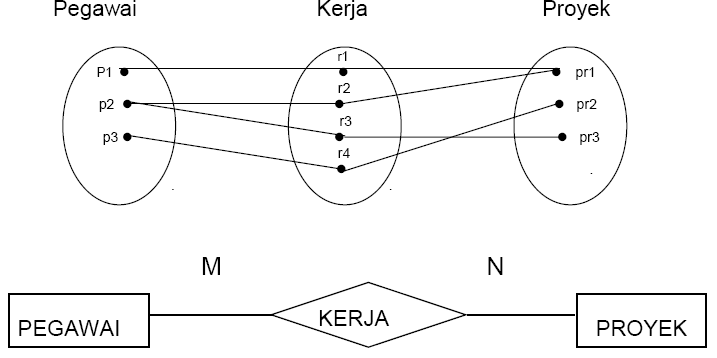 Pegawai Kerja Proyek
r1
P1 pr1
r2
p2 pr2
r3
p3 pr3
r4
M N
PEGAWAI KERJA PROYEK